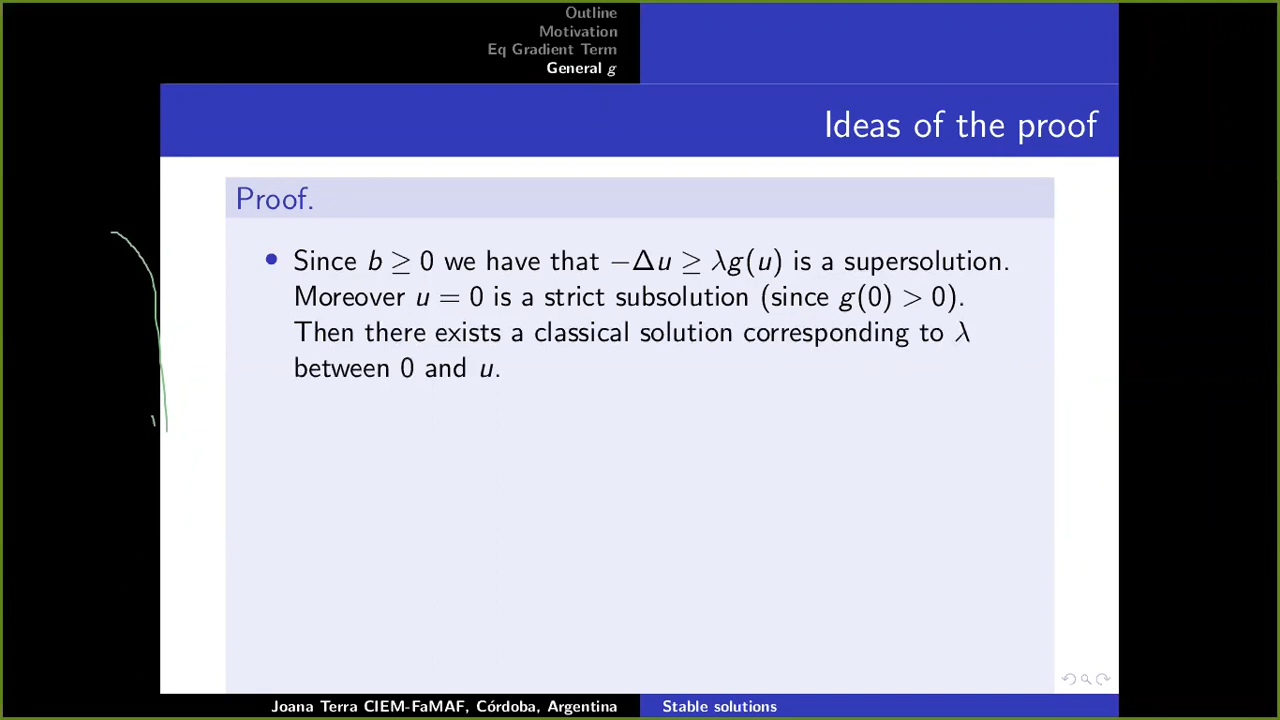 Outline
Motivation
Eq Gradient Term
General g
Ideas of the proof
Proof.
• Since b ≥ 0 we have that −Δu ≥ λg(u) is a supersolution.
Moreover u = 0 is a strict subsolution (since g(0) > 0).
Then there exists a classical solution corresponding to λ
between 0 and u.
Joana Terra CIEM-FaMAF, Córdoba, Argentina
Stable solutions